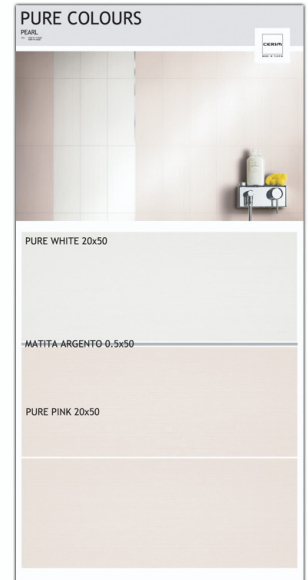 PURE COLOURS
PEARL
PURE WHITE 20x50
MATITA ARGENTO 0.5x50
PURE PINK 20x50